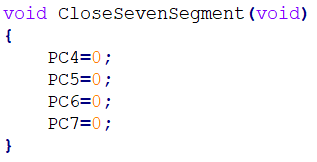 void CloseSevenSegment(void)
{
    PC4=0;
    PC5=0;
    PC6=0;
    PC7=0;
}